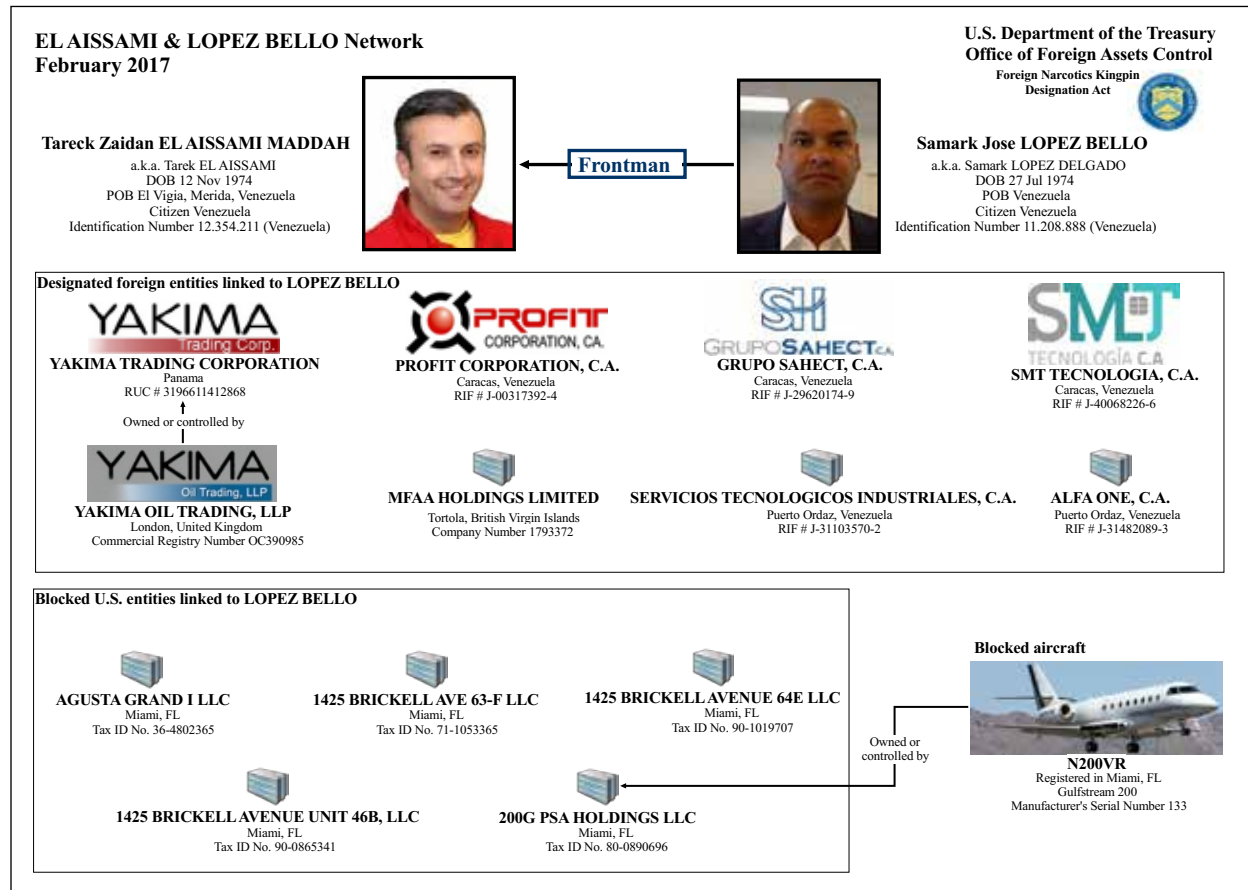 EL AISSAMI & LOPEZ BELLO Network
February 2017
U.S. Department of the Treasury
Office of Foreign Assets Control
Foreign Narcotics Kingpin
Designation Act
Tareck Zaidan EL AISSAMI MADDAH
a.k.a. Tarek EL AISSAMI
DOB 12 Nov 1974
POB El Vigia, Merida, Venezuela
Citizen Venezuela
Identification Number 12.354.211 (Venezuela)
Frontman
Samark Jose LOPEZ BELLO
a.k.a. Samark LOPEZ DELGADO
DOB 27 Jul 1974
POB Venezuela
Citizen Venezuela
Identification Number 11.208.888 (Venezuela)
Designated foreign entities linked to LOPEZ BELLO
YAKIMA
Trading Corp.
YAKIMA TRADING CORPORATION
Panama
RUC # 3196611412868
PROFIT
CORPORATION, CA.
PROFIT CORPORATION, C.A.
Caracas, Venezuela
RIF # J-00317392-4
SH
GRUPO SAHECT C.A.
GRUPO SAHECT, C.A.
Caracas, Venezuela
RIF # J-29620174-9
SMT
TECNOLOGÍA C.A
SMT TECNOLOGIA, C.A.
Caracas, Venezuela
RIF # J-40068226-6
Owned or controlled by
YAKIMA
Oil Trading, LLP
YAKIMA OIL TRADING, LLP
London, United Kingdom
Commercial Registry Number OC390985
MFAA HOLDINGS LIMITED
Tortola, British Virgin Islands
Company Number 1793372
SERVICIOS TECNOLOGICOS INDUSTRIALES, C.A.
Puerto Ordaz, Venezuela
RIF # J-31103570-2
ALFA ONE, C.A.
Puerto Ordaz, Venezuela
RIF # J-31482089-3
Blocked U.S. entities linked to LOPEZ BELLO
AGUSTA GRAND I LLC
Miami, FL
Tax ID No. 36-4802365
1425 BRICKELL AVE 63-F LLC
Miami, FL
Tax ID No. 71-1053365
1425 BRICKELL AVENUE 64E LLC
Miami, FL
Tax ID No. 90-1019707
1425 BRICKELL AVENUE UNIT 46B, LLC
Miami, FL
Tax ID No. 90-0865341
200G PSA HOLDINGS LLC
Miami, FL
Tax ID No. 80-0890696
Owned or
controlled by
Blocked aircraft
N200VR
Registered in Miami, FL
Gulfstream 200
Manufacturer's Serial Number 133